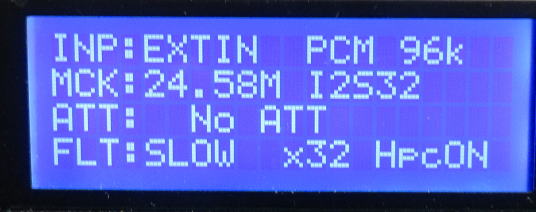 INP:EXTIN PCM 96k
MCK:24.58M I2S32
ATT: No ATT
FLT:SLOW x32 HpcON